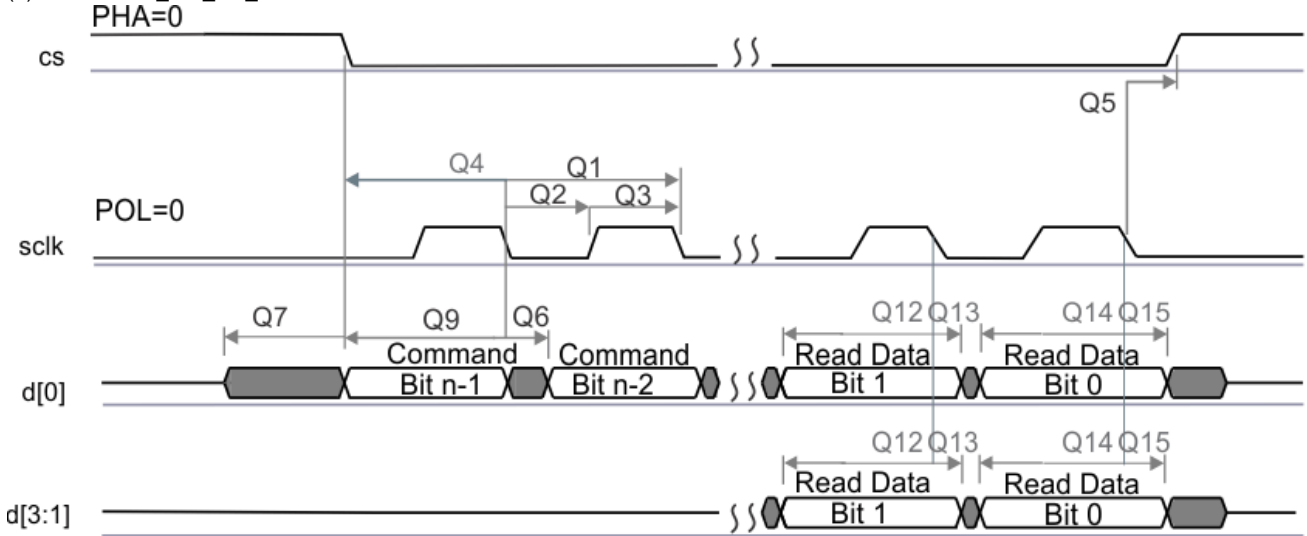 PHA=0
cs
Q5
Q4 Q1
Q2 Q3
POL=0
sclk
Q7 Q9 Q6 Q12 Q13 Q14 Q15
Command Command Read Data Read Data
d[0] Bit n-1 Bit n-2 Bit 1 Bit 0
Q12 Q13 Q14 Q15
Read Data Read Data
d[3:1] Bit 1 Bit 0